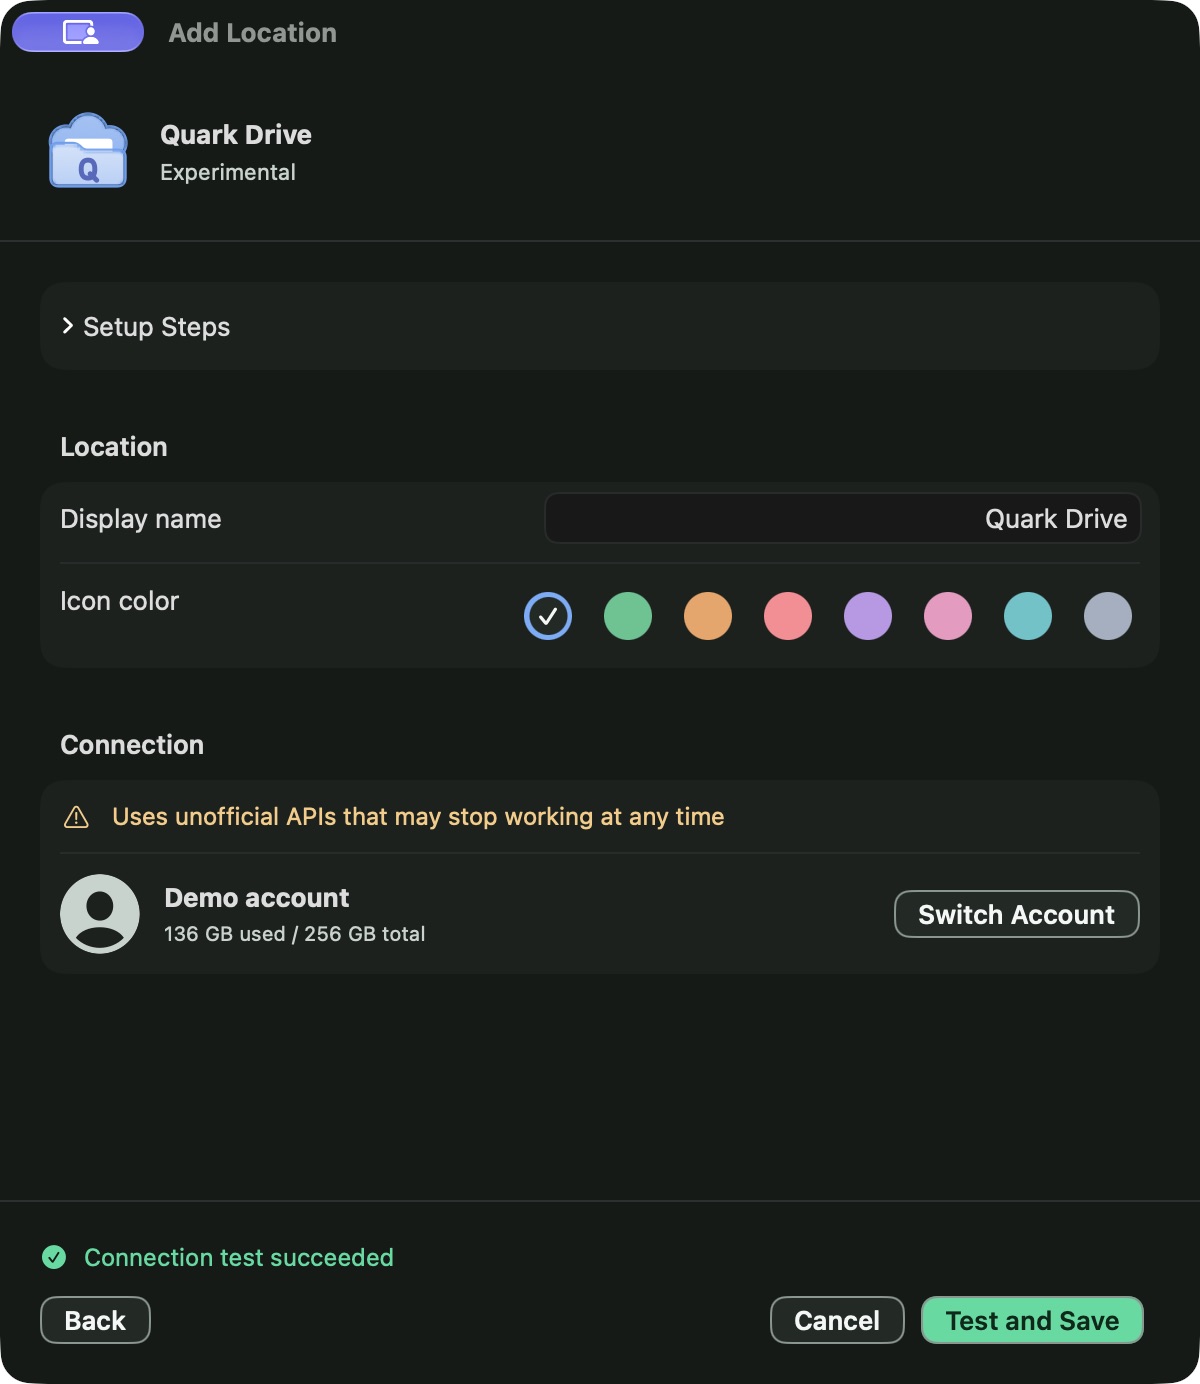 Add Location
Quark Drive
Experimental
Q
Setup Steps
Location
Display name
Quark Drive
Icon color
Connection
Uses unofficial APIs that may stop working at any time
Demo account
136 GB used / 256 GB total
Switch Account
Connection test succeeded
Back
Cancel
Test and Save